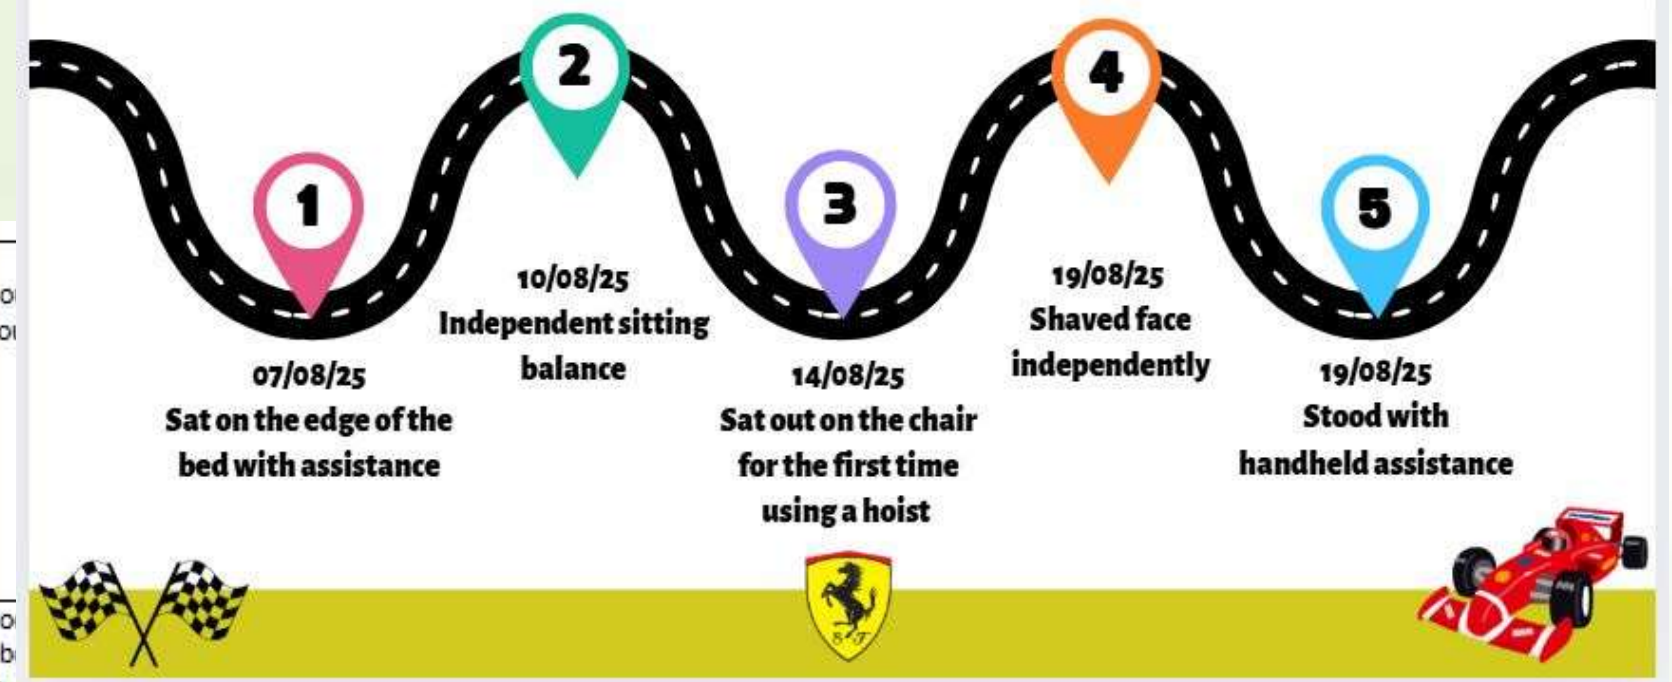 1
07/08/25
Sat on the edge of the
bed with assistance
2
10/08/25
Independent sitting
balance
3
14/08/25
Sat out on the chair
for the first time
using a hoist
4
19/08/25
Shaved face
independently
5
19/08/25
Stood with
handheld assistance
S F